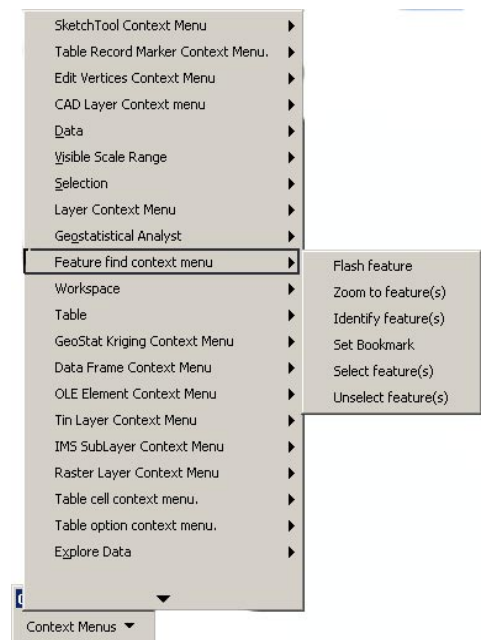 SketchTool Context Menu
Table Record Marker Context Menu.
Edit Vertices Context Menu
CAD Layer Context menu
Data
Visible Scale Range
Selection
Layer Context Menu
Geostatistical Analyst
Feature find context menu
Workspace
Table
GeoStat Kriging Context Menu
Data Frame Context Menu
OLE Element Context Menu
Tin Layer Context Menu
IMS SubLayer Context Menu
Raster Layer Context Menu
Table cell context menu.
Table option context menu.
Explore Data
Flash feature
Zoom to feature(s)
Identify feature(s)
Set Bookmark
Select feature(s)
Unselect feature(s)
Context Menus